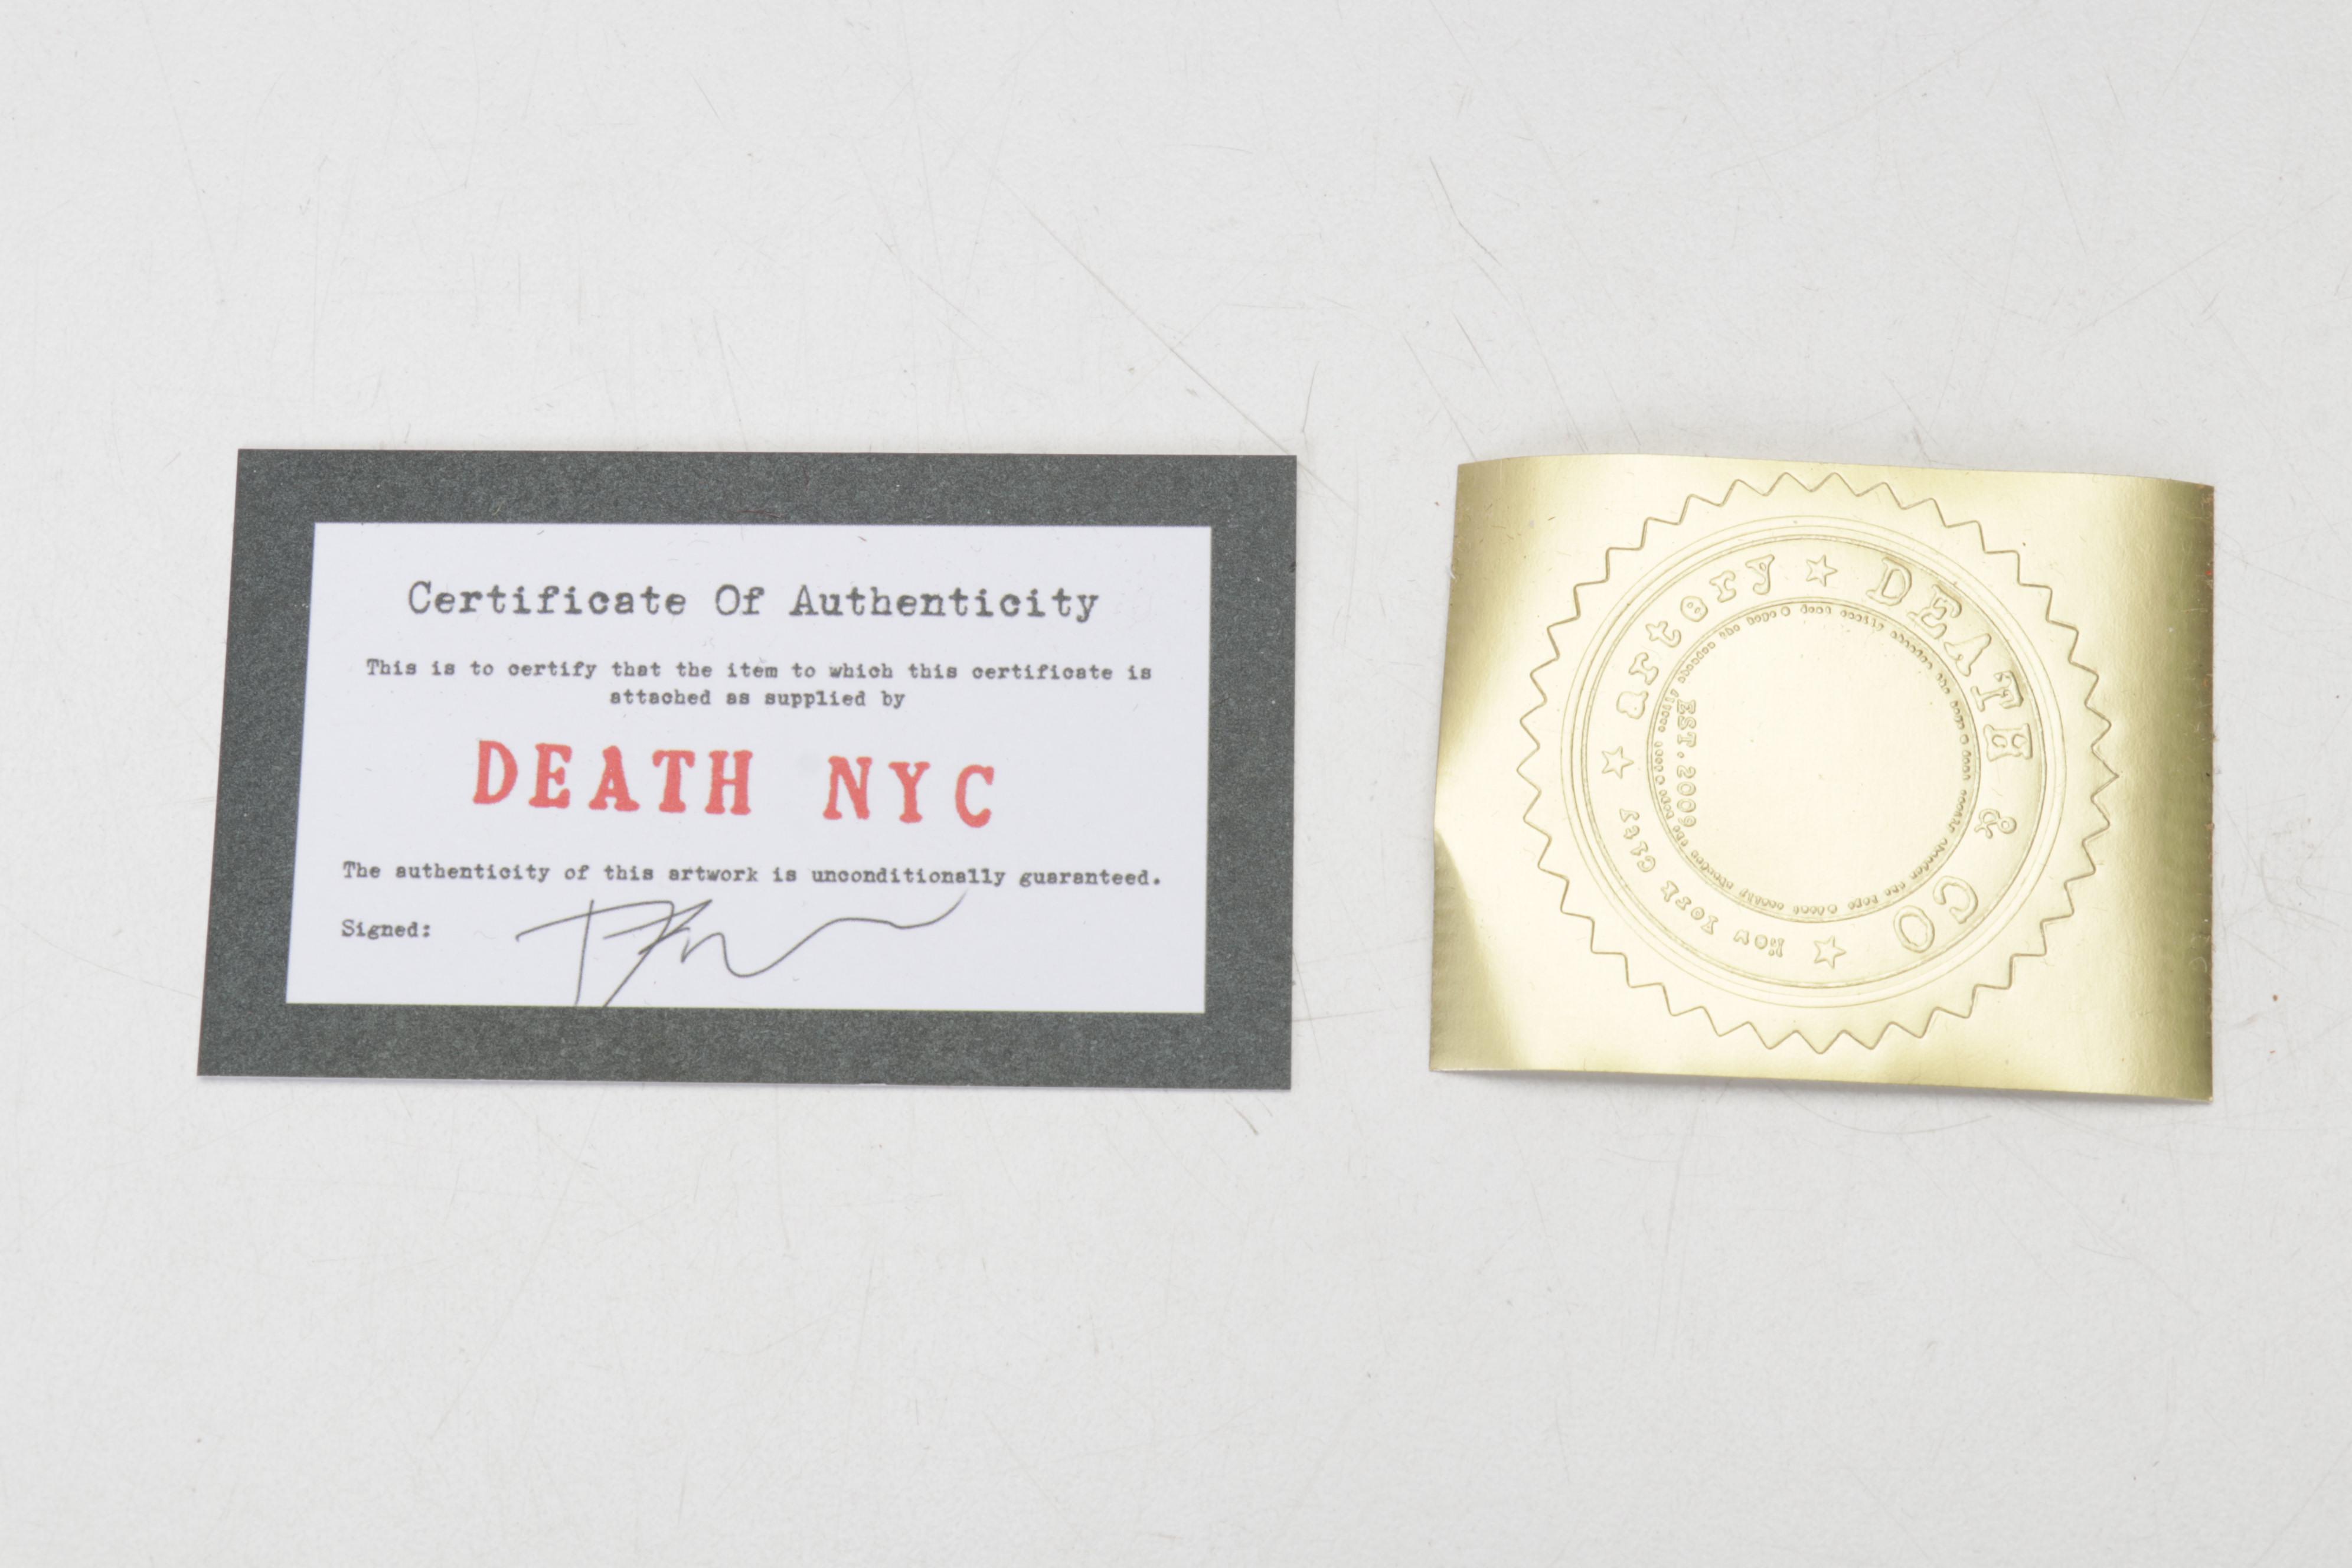 Certificate Of Authenticity
This is to certify that the item to which this certificate is
attached as supplied by
DEATH NYC
The authenticity of this artwork is unconditionally guaranteed.
Signed:
artery ☆ DEATH & CO ☆ New York City ☆
EST. 2009